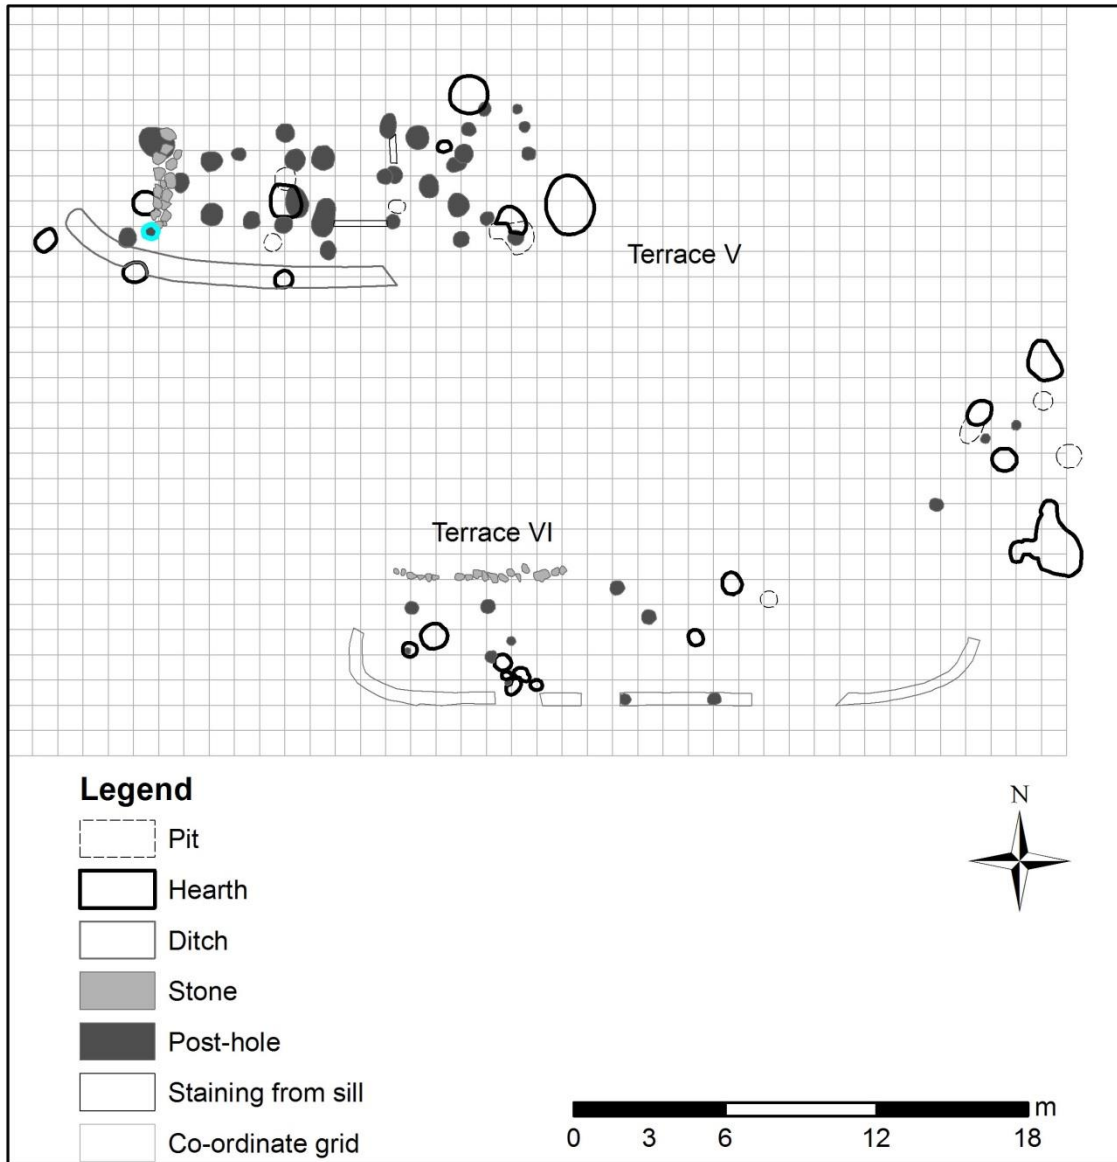 Terrace V
Terrace VI
Legend
Pit
Hearth
Ditch
Stone
Post-hole
Staining from sill
Co-ordinate grid
N
m
0 3 6 12 18